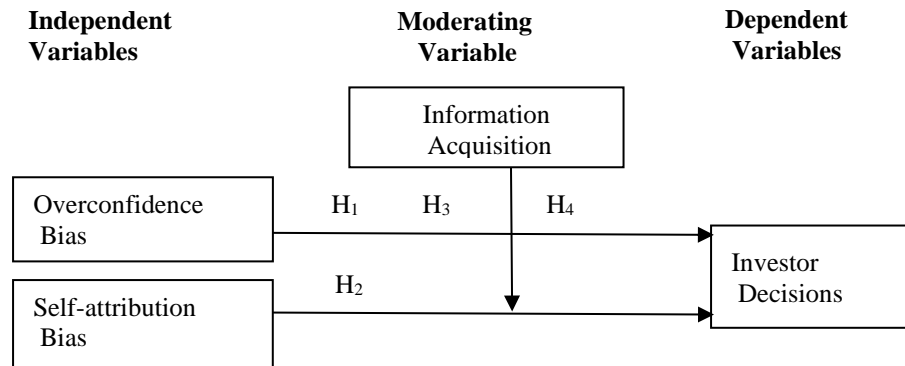 Independent
Variables
Moderating
Variable
Dependent
Variables
Information
Acquisition
Overconfidence
Bias
H₁ H₃ H₄
Self-attribution
Bias
H₂
Investor
Decisions